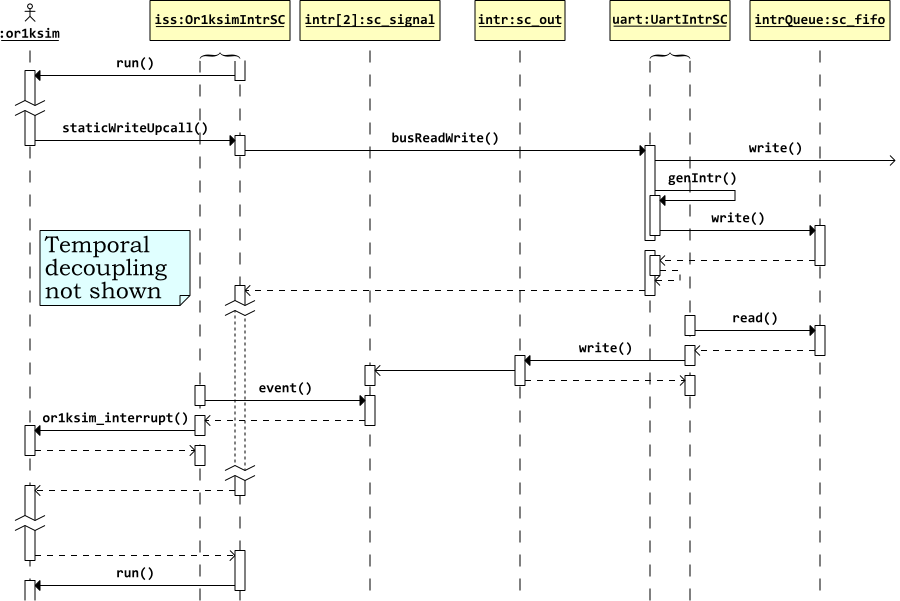 :or1ksim
iss:Or1ksimIntrSC
intr[2]:sc_signal
intr:sc_out
uart:UartIntrSC
intrQueue:sc_fifo
run()
staticWriteUpcall()
busReadWrite()
write()
genIntr()
write()
Temporal
decoupling
not shown
read()
write()
event()
or1ksim_interrupt()
run()